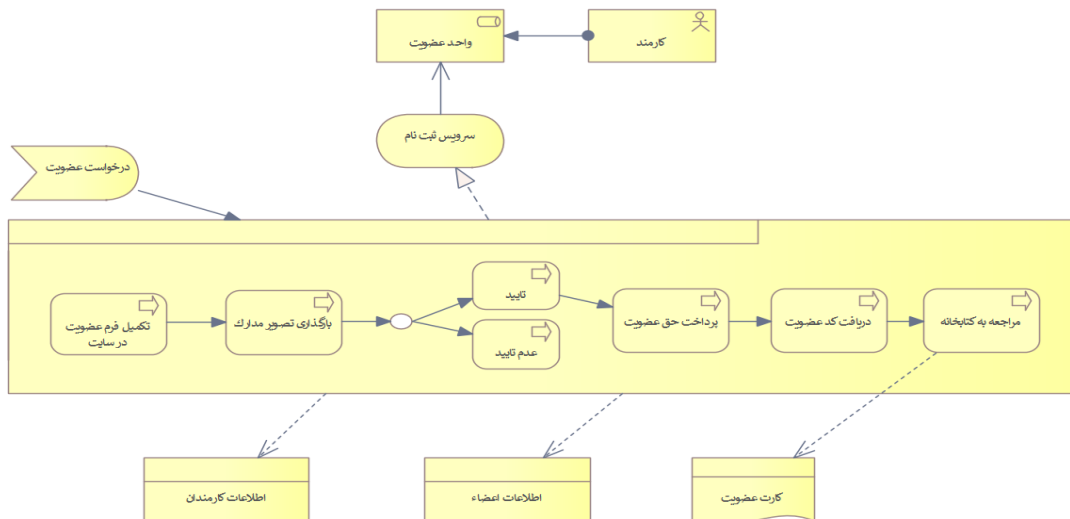 واحد عضویت
کارمند
سرویس ثبت نام
درخواست عضویت
تکمیل فرم عضویت
در سایت
بارگذاری تصویر مدارک
تایید
عدم تایید
پرداخت حق عضویت
دریافت کد عضویت
مراجعه به کتابخانه
اطلاعات کارمندان
اطلاعات اعضاء
کارت عضویت